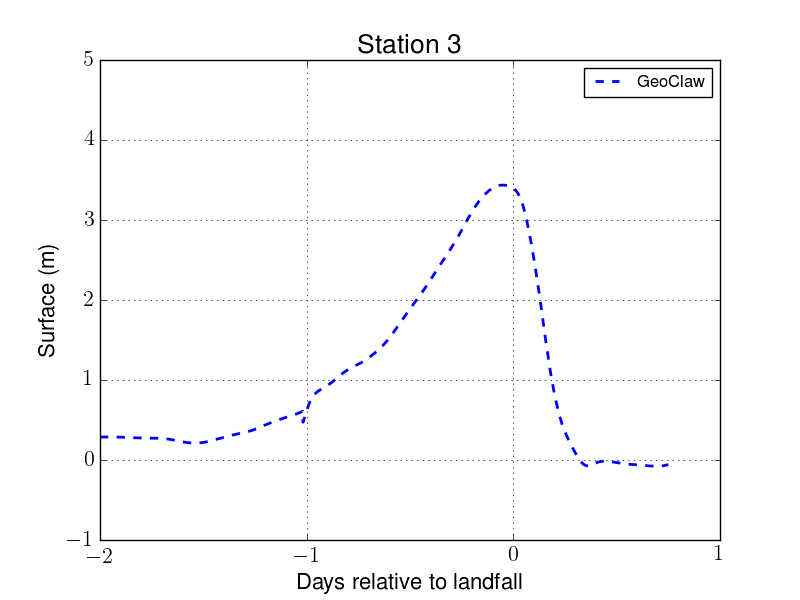 Station 3
GeoClaw
5
4
3
2
1
0
−1
−2
−1
0
1
Surface (m)
Days relative to landfall